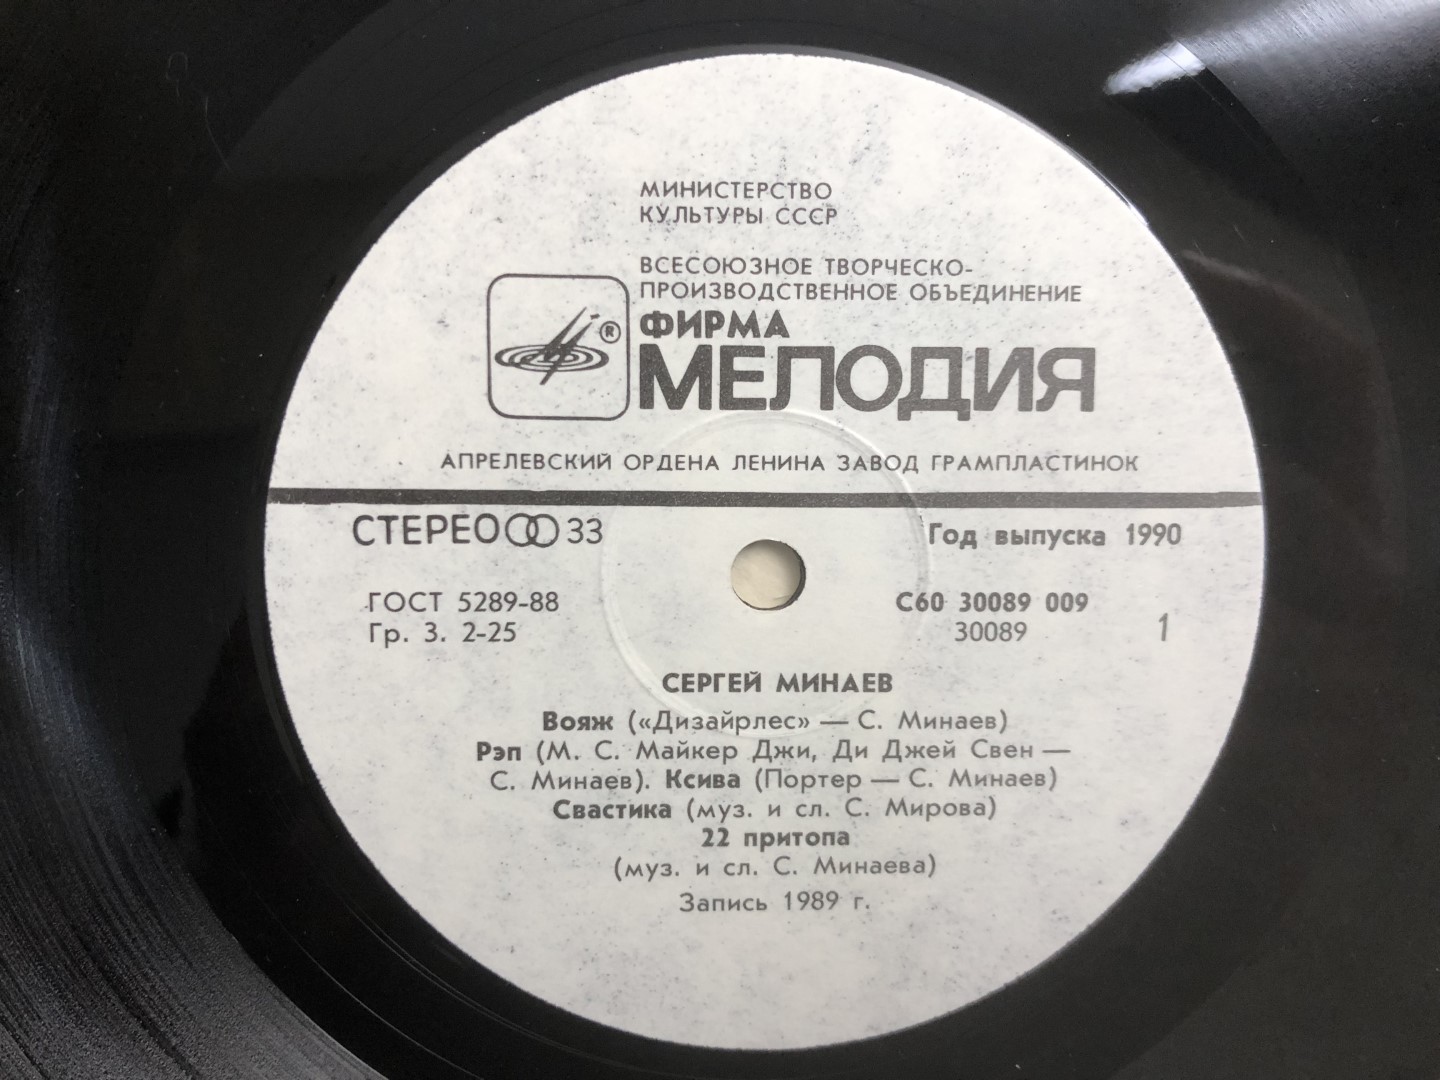 МИНИСТЕРСТВО
КУЛЬТУРЫ СССР
ВСЕСОЮЗНОЕ ТВОРЧЕСКО-
ПРОИЗВОДСТВЕННОЕ ОБЪЕДИНЕНИЕ
ФИРМА
®
МЕЛОДИЯ
АПРЕЛЕВСКИЙ ОРДЕНА ЛЕНИНА ЗАВОД ГРАМПЛАСТИНОК
СТЕРЕО 33
Год выпуска 1990
ГОСТ 5289-88
Гр. 3. 2-25
С60 30089 009
30089
1
СЕРГЕЙ МИНАЕВ
Вояж («Дизайрлес» — С. Минаев)
Рэп (М. С. Майкер Джи, Ди Джей Свен —
С. Минаев). Ксива (Портер — С. Минаев)
Свастика (муз. и сл. С. Мирова)
22 притопа
(муз. и сл. С. Минаева)
Запись 1989 г.